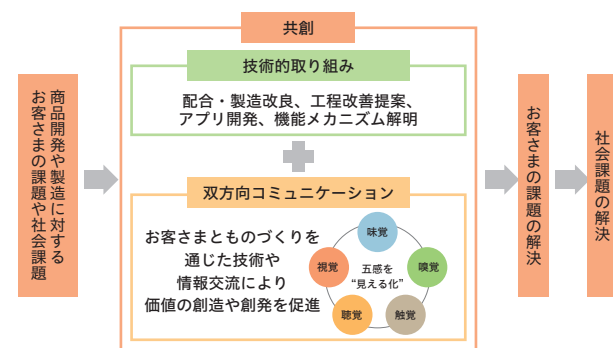 共創
商品開発や製造に対する
お客さまの課題や社会課題
技術的取り組み
配合・製造改良、工程改善提案、
アプリ開発、機能メカニズム解明
双方向コミュニケーション
お客さまとものづくりを
通じた技術や
情報交流により
価値の創造や創発を促進
味覚
視覚
嗅覚
五感を
“見える化”
聴覚
触覚
お客さまの課題の解決
社会課題の解決